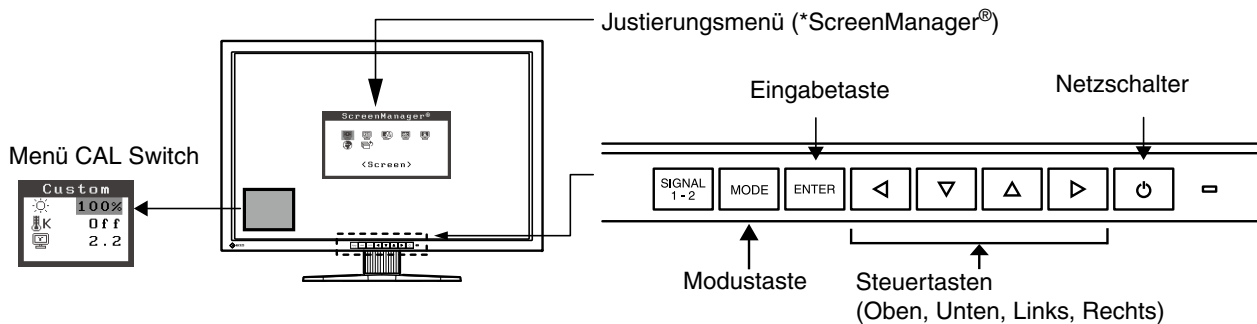 Justierungsmenü (*ScreenManager®)
Eingabetaste
Netzschalter
ScreenManager®
<Screen>
Menü CAL Switch
Custom
100%
K Off
2.2
SIGNAL
1 - 2
MODE
ENTER
Modustaste
Steuertasten
(Oben, Unten, Links, Rechts)